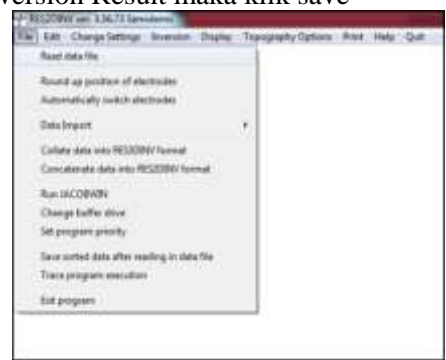 version Result maka klik save
RES2DINV ver. 3.56.73
File Edit Change Settings Inversion Display Topography Options Print Help Quit
Read data file
Round up position of electrodes
Automatically switch electrodes
Data Import
Collate data into RES2DINV format
Concatenate data into RES2DINV format
Run JACOBWIN
Change buffer drive
Set program priority
Save sorted data after reading in data file
Trace program execution
Exit program